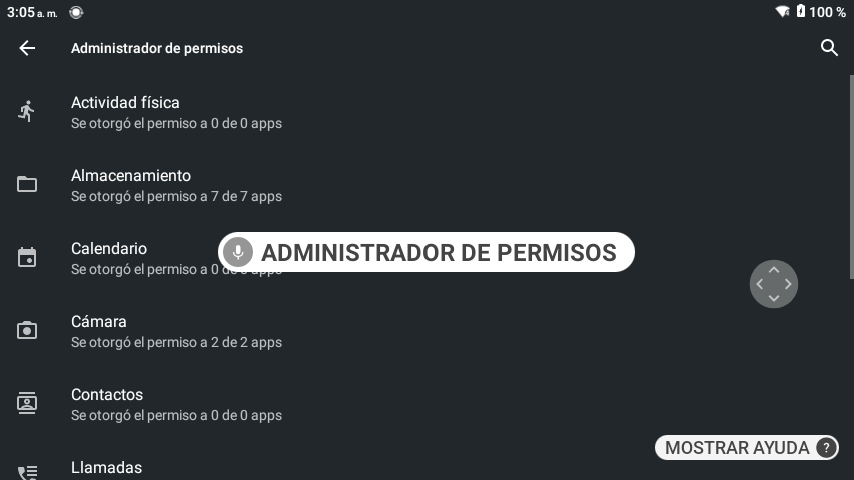 3:05 a. m.
100 %
Administrador de permisos
Actividad física
Se otorgó el permiso a 0 de 0 apps
Almacenamiento
Se otorgó el permiso a 7 de 7 apps
Calendario
ADMINISTRADOR DE PERMISOS
Se otorgó el permiso a 0 apps
Cámara
Se otorgó el permiso a 2 de 2 apps
Contactos
Se otorgó el permiso a 0 de 0 apps
MOSTRAR AYUDA ?
Llamadas